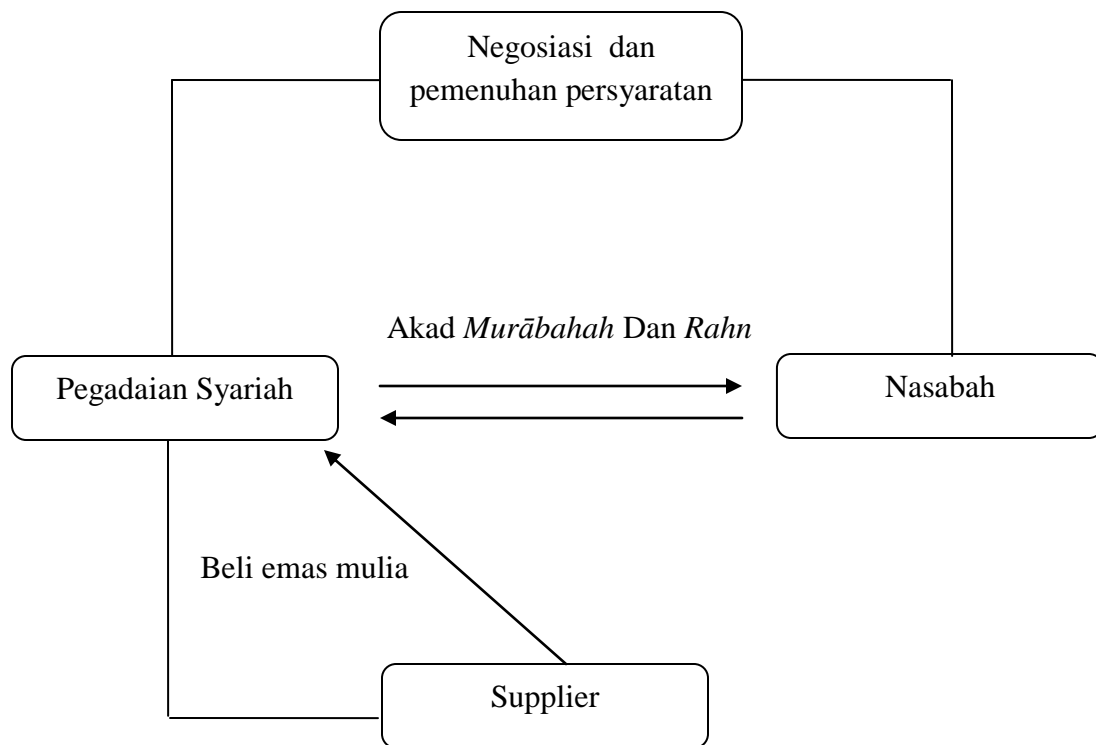 Negosiasi dan
pemenuhan persyaratan
Akad Murābahah Dan Rahn
Pegadaian Syariah
Nasabah
Beli emas mulia
Supplier